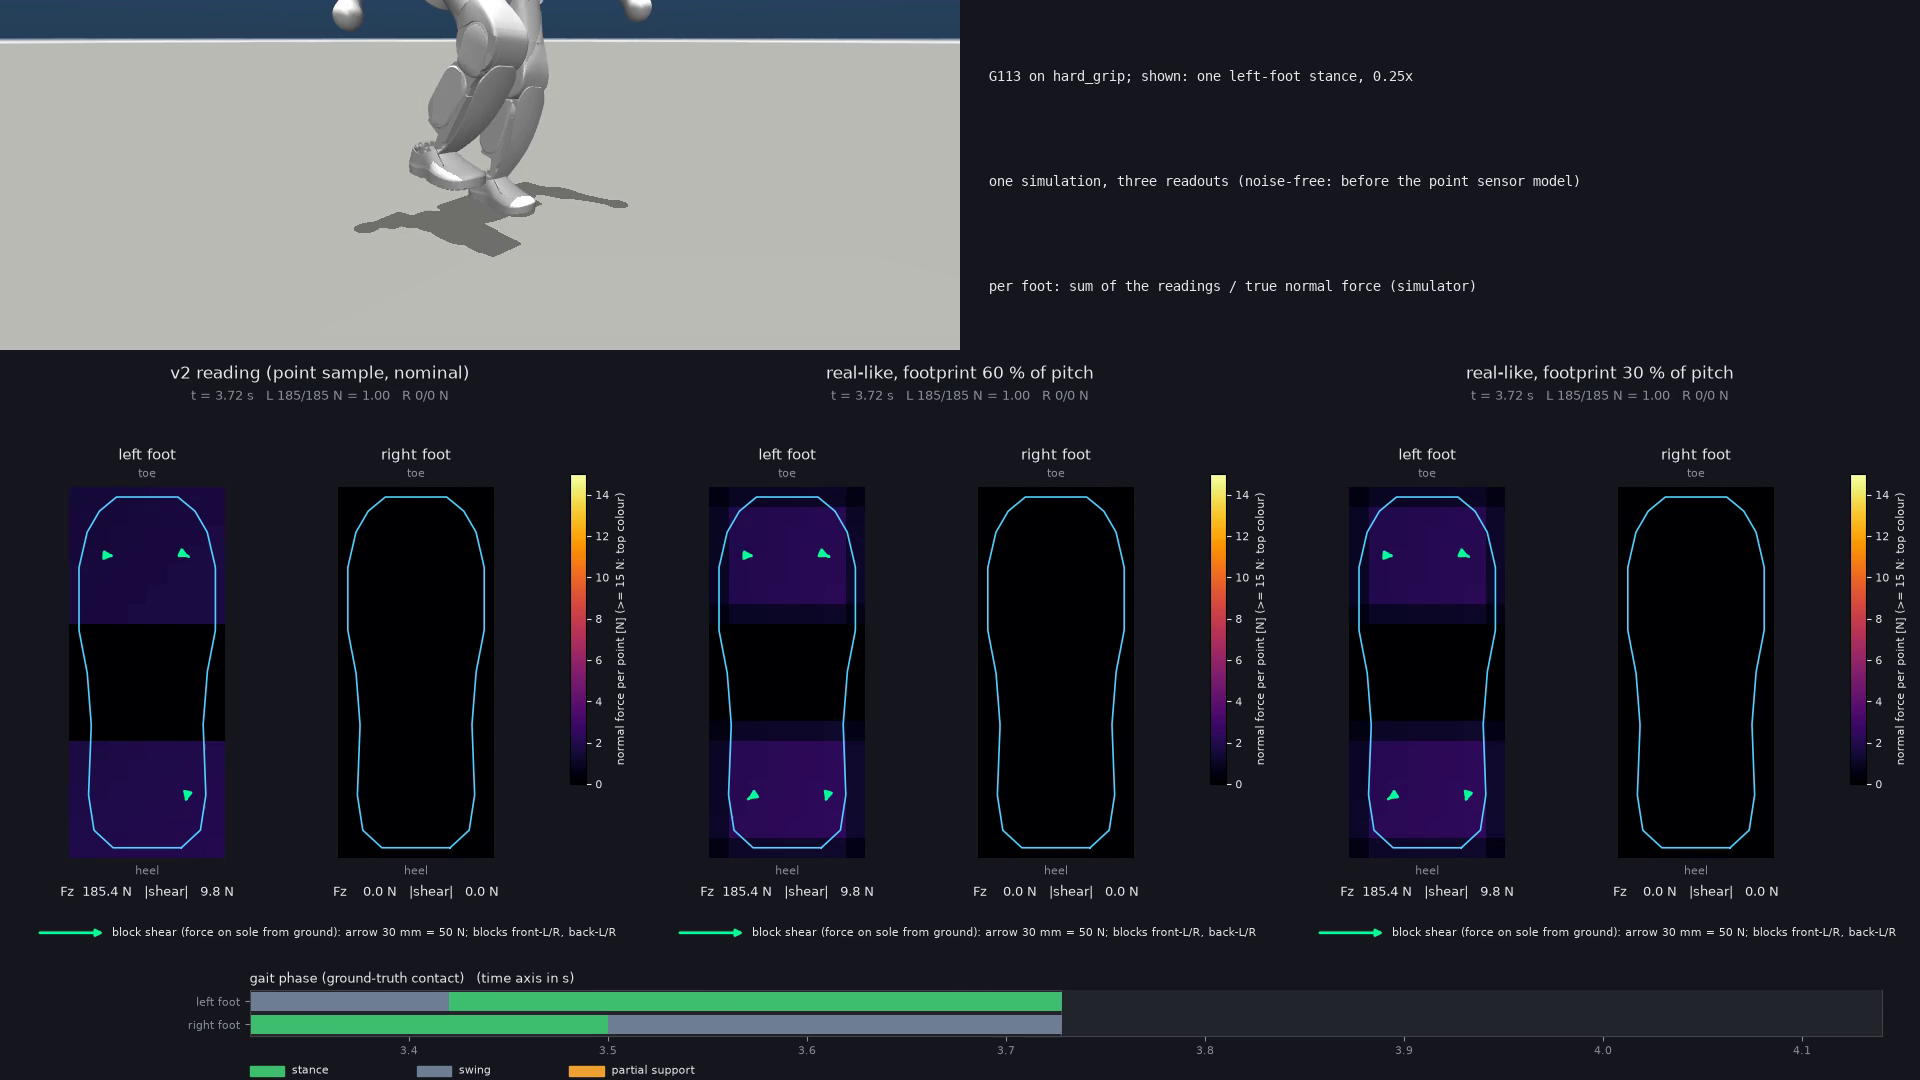 G113 on hard_grip; shown: one left-foot stance, 0.25x
one simulation, three readouts (noise-free: before the point sensor model)
per foot: sum of the readings / true normal force (simulator)
v2 reading (point sample, nominal)
t = 3.72 s   L 185/185 N = 1.00   R 0/0 N
left foot
toe
right foot
toe
14
12
10
8
6
4
2
0
normal force per point [N] (>= 15 N: top colour)
heel
heel
Fz  185.4 N   |shear|   9.8 N
Fz    0.0 N   |shear|   0.0 N
block shear (force on sole from ground): arrow 30 mm = 50 N; blocks front-L/R, back-L/R
real-like, footprint 60 % of pitch
t = 3.72 s   L 185/185 N = 1.00   R 0/0 N
left foot
toe
right foot
toe
14
12
10
8
6
4
2
0
normal force per point [N] (>= 15 N: top colour)
heel
heel
Fz  185.4 N   |shear|   9.8 N
Fz    0.0 N   |shear|   0.0 N
block shear (force on sole from ground): arrow 30 mm = 50 N; blocks front-L/R, back-L/R
real-like, footprint 30 % of pitch
t = 3.72 s   L 185/185 N = 1.00   R 0/0 N
left foot
toe
right foot
toe
14
12
10
8
6
4
2
0
normal force per point [N] (>= 15 N: top colour)
heel
heel
Fz  185.4 N   |shear|   9.8 N
Fz    0.0 N   |shear|   0.0 N
block shear (force on sole from ground): arrow 30 mm = 50 N; blocks front-L/R, back-L/R
gait phase (ground-truth contact)   (time axis in s)
left foot
right foot
3.4 3.5 3.6 3.7 3.8 3.9 4.0 4.1
stance swing partial support